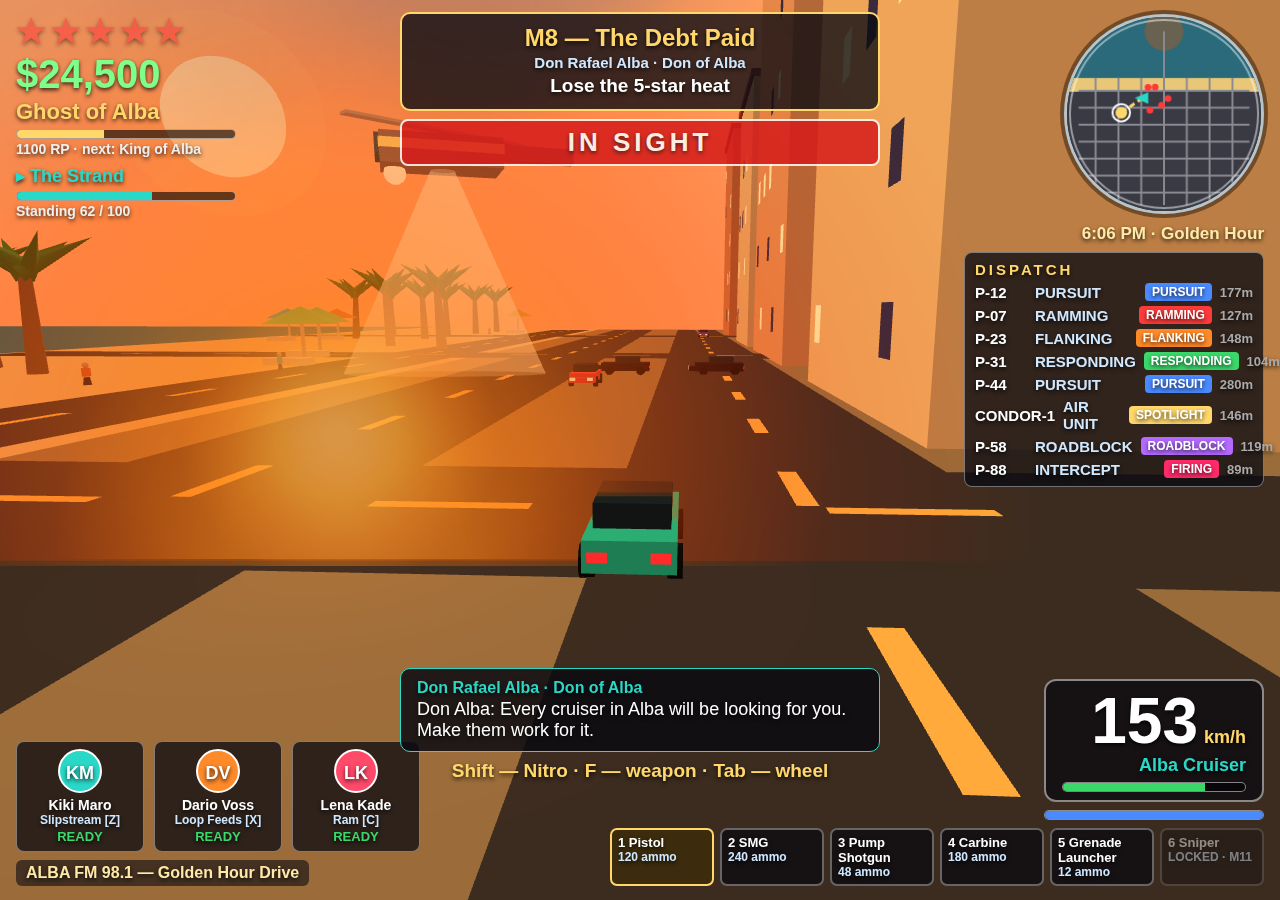 $24,500
Ghost of Alba
1100 RP · next: King of Alba
▸ The Strand
Standing 62 / 100
M8 — The Debt Paid
Don Rafael Alba · Don of Alba
Lose the 5-star heat
IN SIGHT
6:06 PM · Golden Hour
DISPATCH
P-12 PURSUIT PURSUIT 177m
P-07 RAMMING RAMMING 127m
P-23 FLANKING FLANKING 148m
P-31 RESPONDING RESPONDING 104m
P-44 PURSUIT PURSUIT 280m
CONDOR-1 AIR UNIT SPOTLIGHT 146m
P-58 ROADBLOCK ROADBLOCK 119m
P-88 INTERCEPT FIRING 89m
Don Rafael Alba · Don of Alba
Don Alba: Every cruiser in Alba will be looking for you.
Make them work for it.
Shift — Nitro · F — weapon · Tab — wheel
KM
Kiki Maro
Slipstream [Z]
READY
DV
Dario Voss
Loop Feeds [X]
READY
LK
Lena Kade
Ram [C]
READY
ALBA FM 98.1 — Golden Hour Drive
153 km/h
Alba Cruiser
1 Pistol
120 ammo
2 SMG
240 ammo
3 Pump
Shotgun
48 ammo
4 Carbine
180 ammo
5 Grenade
Launcher
12 ammo
6 Sniper
LOCKED · M11